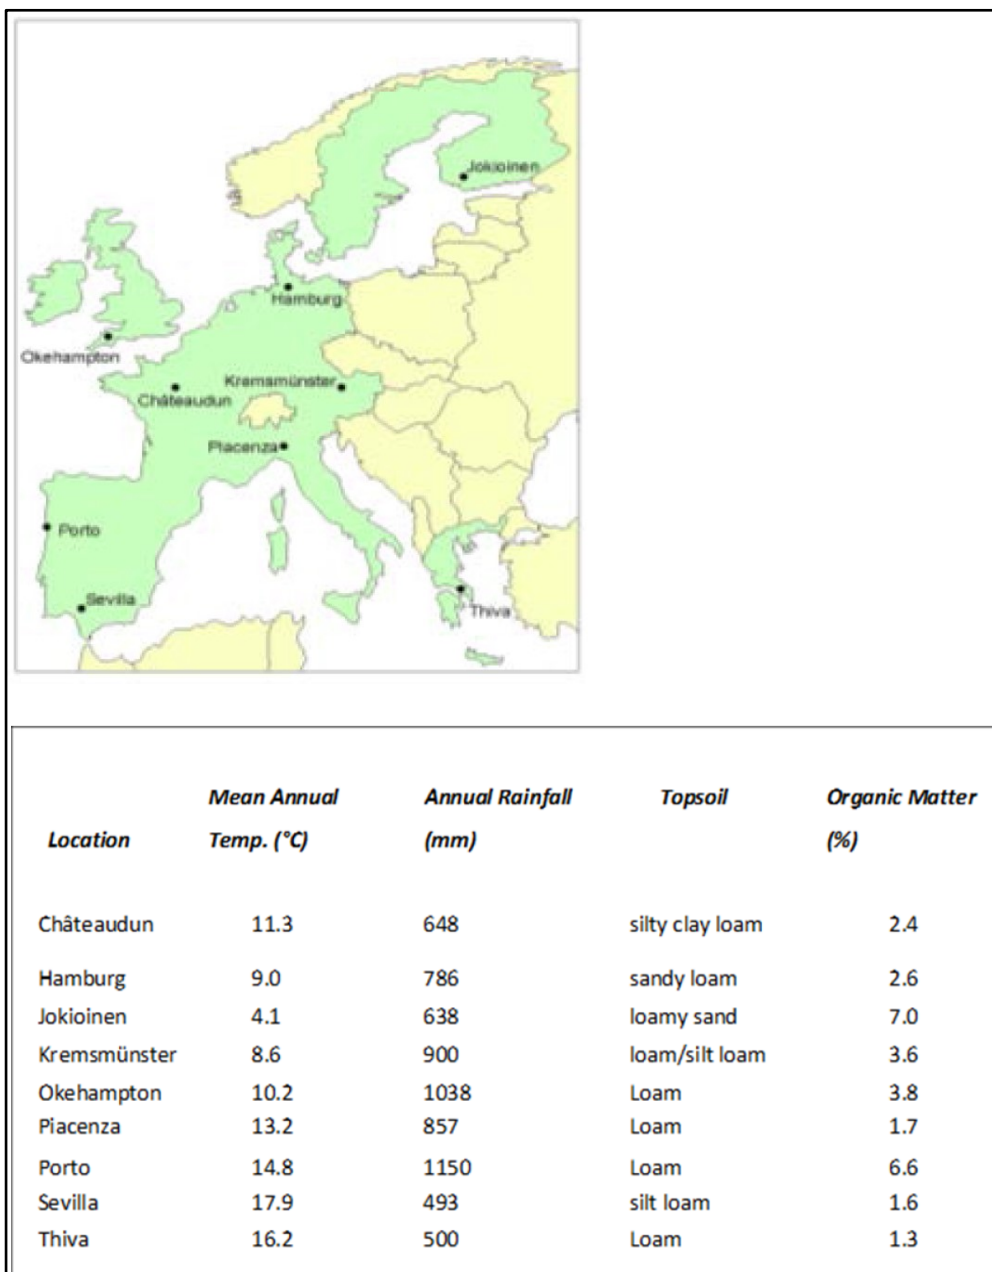 Jokioinen
Hamburg
Okehampton
Kremsmünster
Châteaudun
Piacenza
Porto
Sevilla
Thiva
Mean Annual Annual Rainfall Topsoil Organic Matter
Location Temp. (°C) (mm) (%)
Châteaudun 11.3 648 silty clay loam 2.4
Hamburg 9.0 786 sandy loam 2.6
Jokioinen 4.1 638 loamy sand 7.0
Kremsmünster 8.6 900 loam/silt loam 3.6
Okehampton 10.2 1038 Loam 3.8
Piacenza 13.2 857 Loam 1.7
Porto 14.8 1150 Loam 6.6
Sevilla 17.9 493 silt loam 1.6
Thiva 16.2 500 Loam 1.3